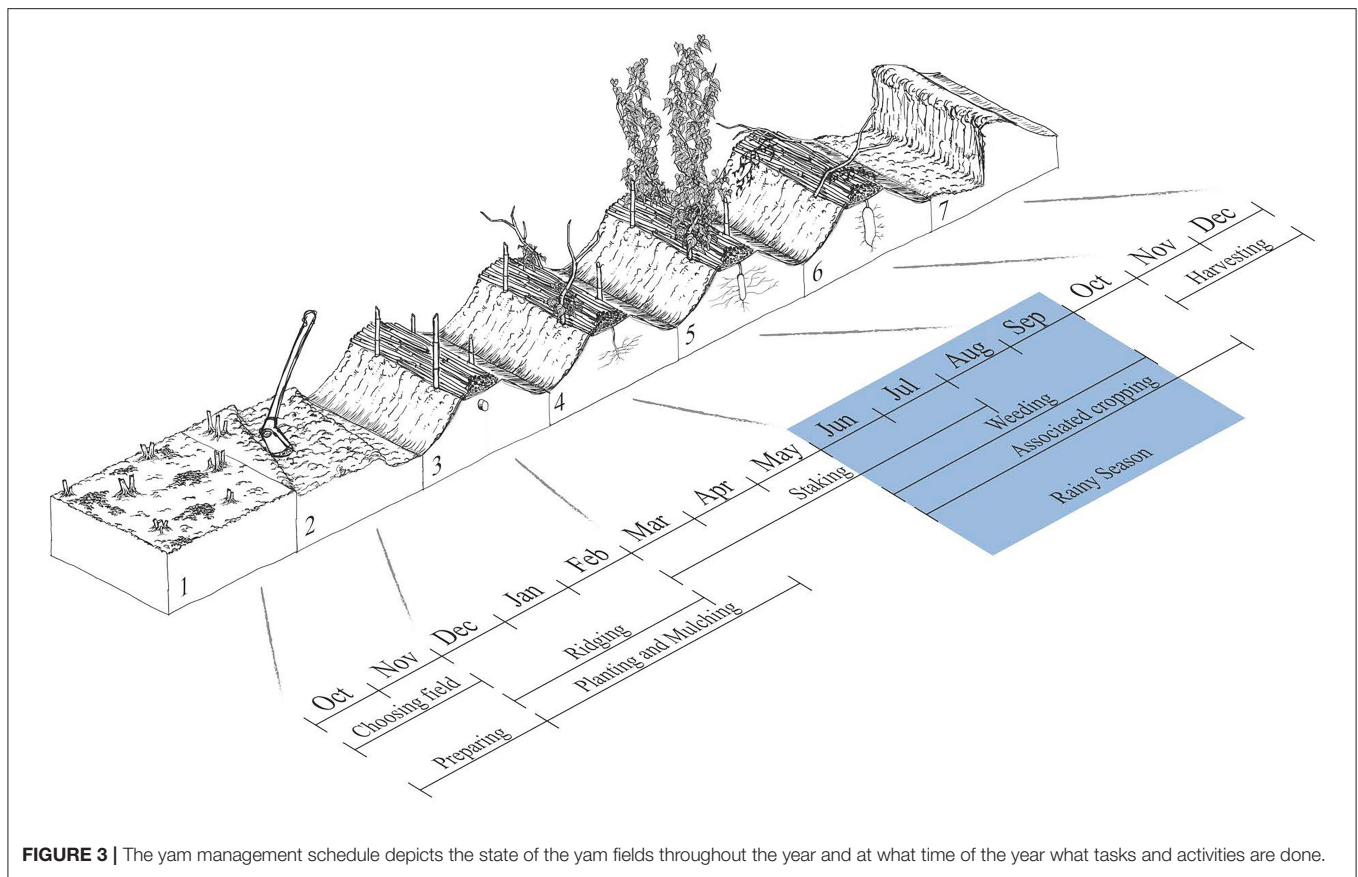 1
2
3
4
5
6
7
Oct Nov Dec Jan Feb Mar Apr May Jun Jul Aug Sep Oct Nov Dec
Choosing field
Ridging
Staking
Weeding
Harvesting
Preparing
Planting and Mulching
Associated cropping
Rainy Season
FIGURE 3 | The yam management schedule depicts the state of the yam fields throughout the year and at what time of the year what tasks and activities are done.